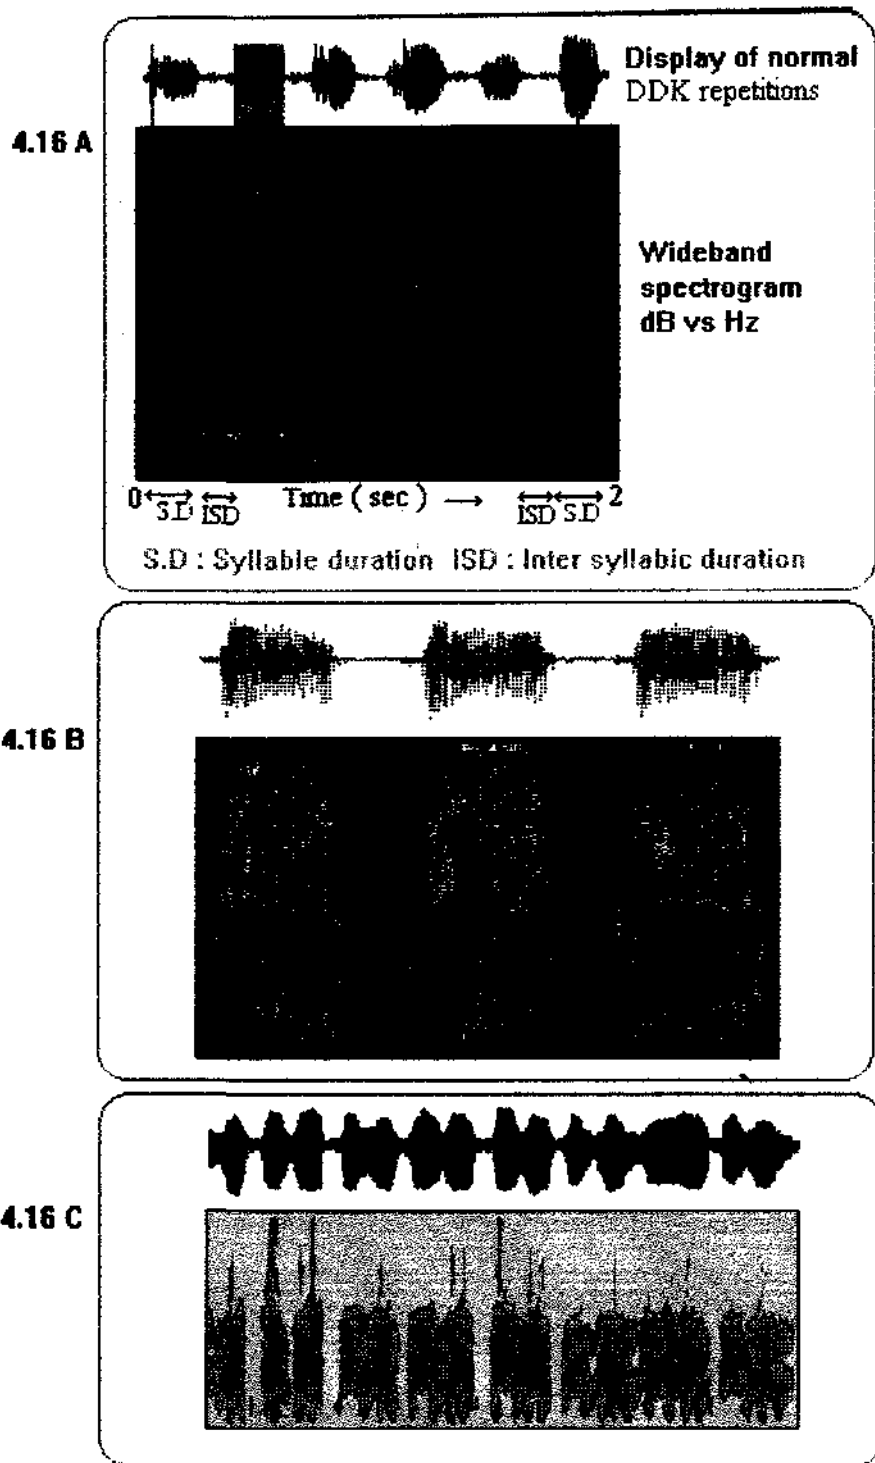 Display of normal
DDK repetitions
4.16 A
Wideband
spectrogram
dB vs Hz
0 S.D ISD Time ( sec ) → ISD S.D 2
S.D : Syllable duration ISD : Inter syllabic duration
4.16 B
4.16 C